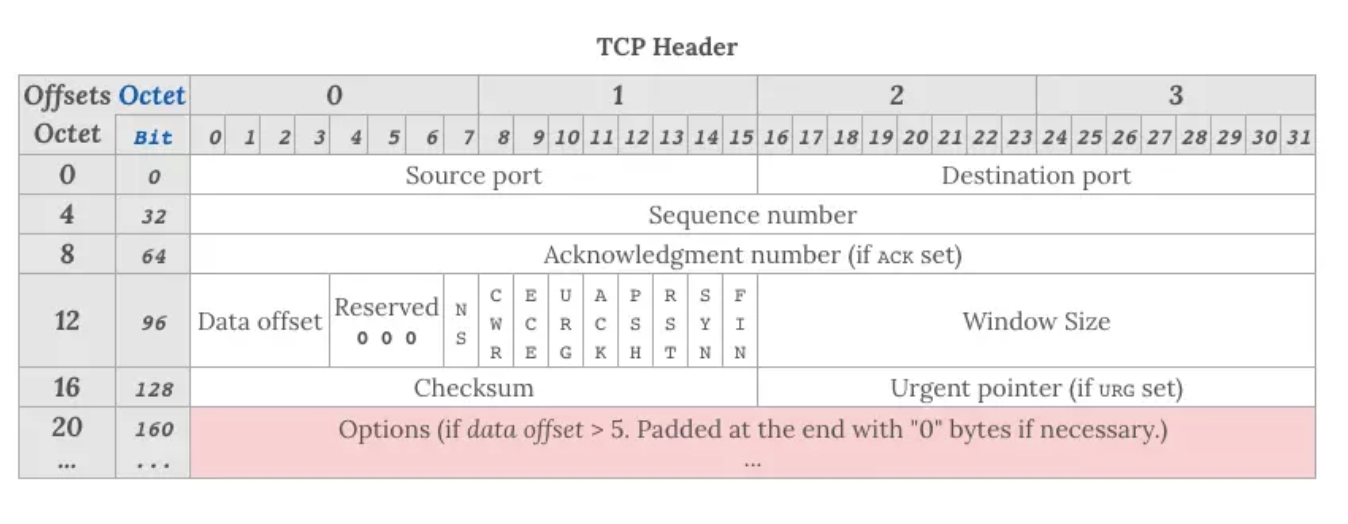 TCP Header
Offsets Octet 0 1 2 3
Octet Bit 0 1 2 3 4 5 6 7 8 9 10 11 12 13 14 15 16 17 18 19 20 21 22 23 24 25 26 27 28 29 30 31
0 0 Source port Destination port
4 32 Sequence number
8 64 Acknowledgment number (if ACK set)
12 96 Data offset Reserved 0 0 0 NS CWR ECE URG ACK PSH RST SYN FIN Window Size
16 128 Checksum Urgent pointer (if URG set)
20 160 Options (if data offset > 5. Padded at the end with "0" bytes if necessary.)
... ... ...